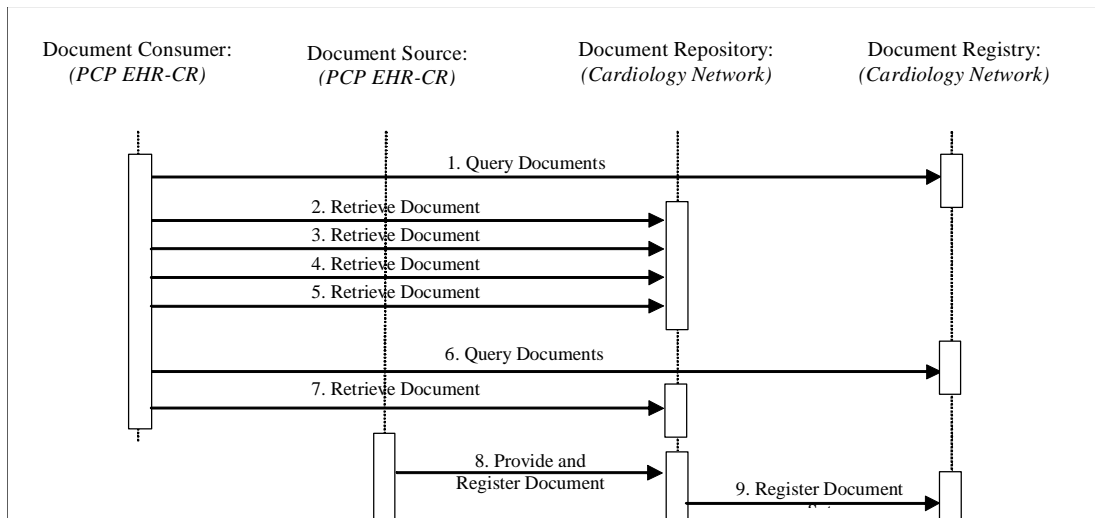 Document Consumer:
(PCP EHR-CR)
Document Source:
(PCP EHR-CR)
Document Repository:
(Cardiology Network)
Document Registry:
(Cardiology Network)
1. Query Documents
2. Retrieve Document
3. Retrieve Document
4. Retrieve Document
5. Retrieve Document
6. Query Documents
7. Retrieve Document
8. Provide and
Register Document
9. Register Document